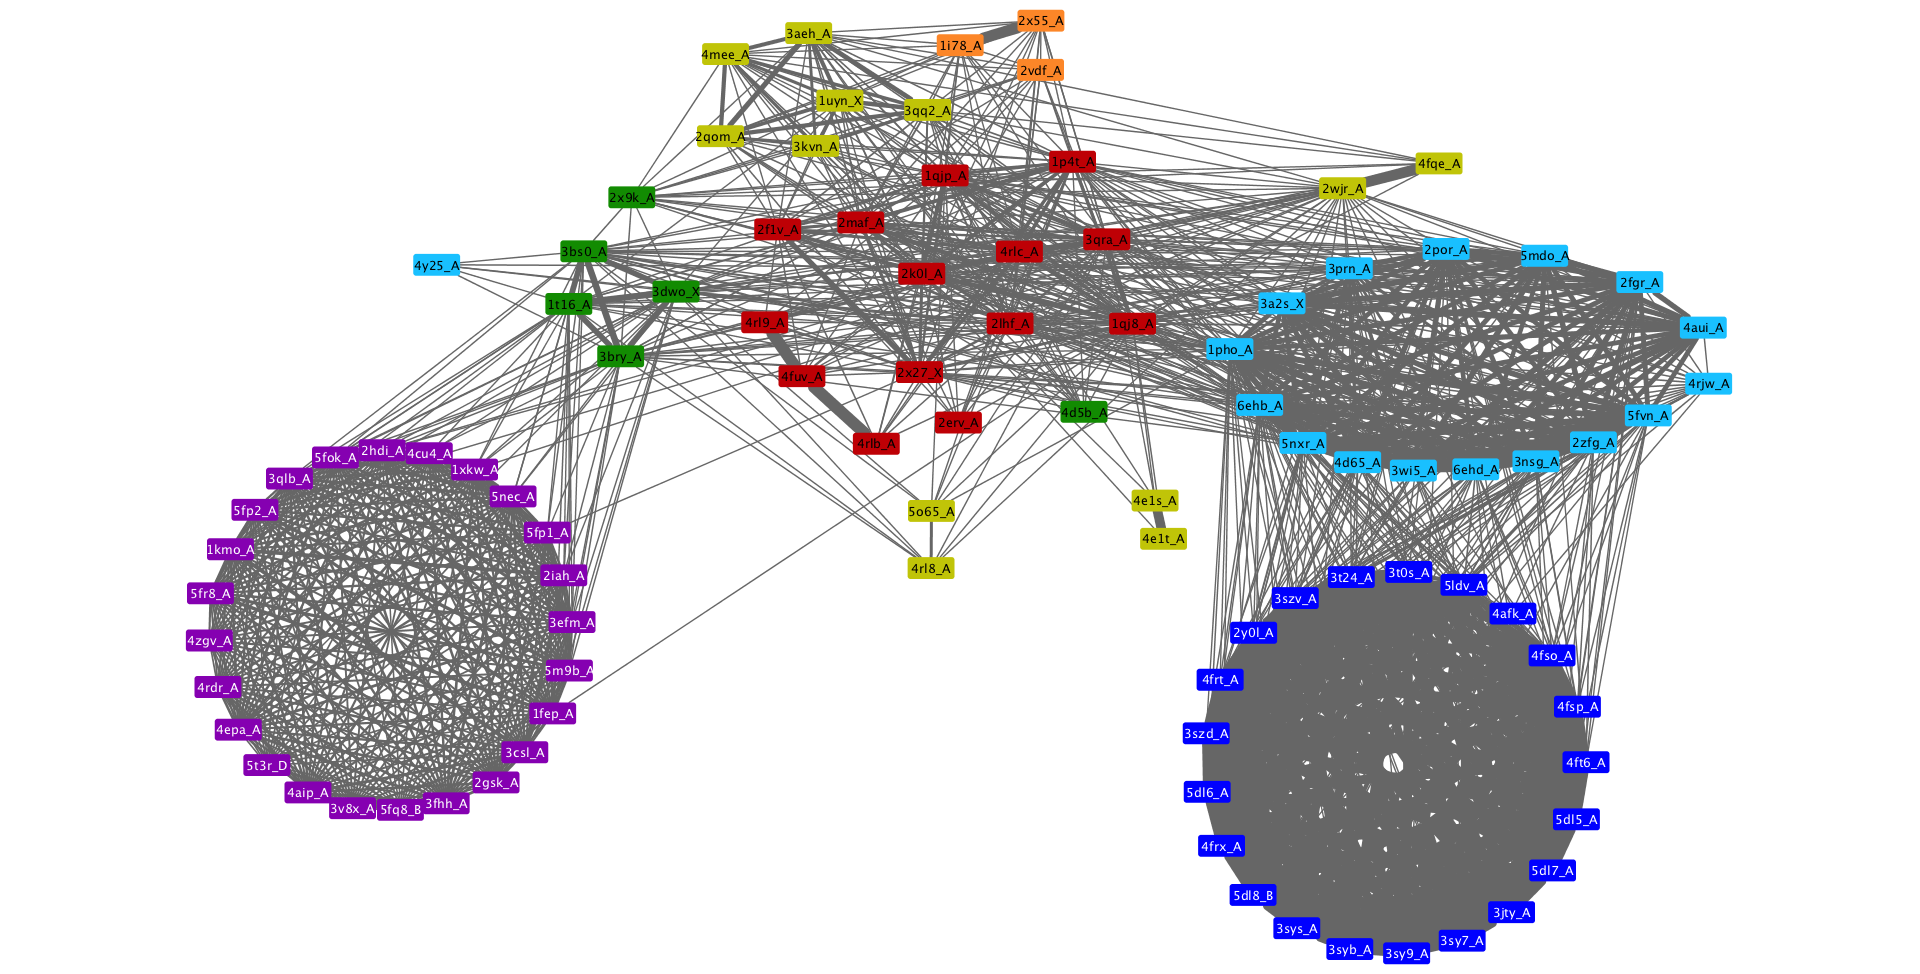 2x55_A
3aeh_A
1i78_A
4mee_A
2vdf_A
1uyn_X
3qq2_A
2qom_A
3kvn_A
1p4t_A
4fqe_A
1qjp_A
2wjr_A
2x9k_A
2maf_A
2f1v_A
3qra_A
4rlc_A
3bs0_A
2por_A
5mdo_A
4y25_A
3prn_A
2k0l_A
2fgr_A
3dwo_X
1t16_A
3a2s_X
4rl9_A
2lhf_A
1qj8_A
4aui_A
1pho_A
3bry_A
4fuv_A
2x27_X
4rjw_A
6ehb_A
4d5b_A
5fvn_A
2erv_A
4rlb_A
5nxr_A
2zfg_A
2hdi_A
4cu4_A
5fok_A
1xkw_A
4d65_A
3wi5_A
6ehd_A
3nsg_A
3qlb_A
5nec_A
5fp2_A
4e1s_A
5o65_A
5fp1_A
4e1t_A
1kmo_A
2iah_A
4rl8_A
3t24_A
3t0s_A
5ldv_A
5fr8_A
3szv_A
4afk_A
3efm_A
4zgv_A
2y0l_A
4fso_A
5m9b_A
4rdr_A
4frt_A
4fsp_A
1fep_A
4epa_A
3szd_A
3csl_A
5t3r_D
4ft6_A
2gsk_A
4aip_A
5dl6_A
3v8x_A
5fq8_B
3fhh_A
5dl5_A
4frx_A
5dl7_A
5dl8_B
3jty_A
3sys_A
3syb_A
3sy9_A
3sy7_A